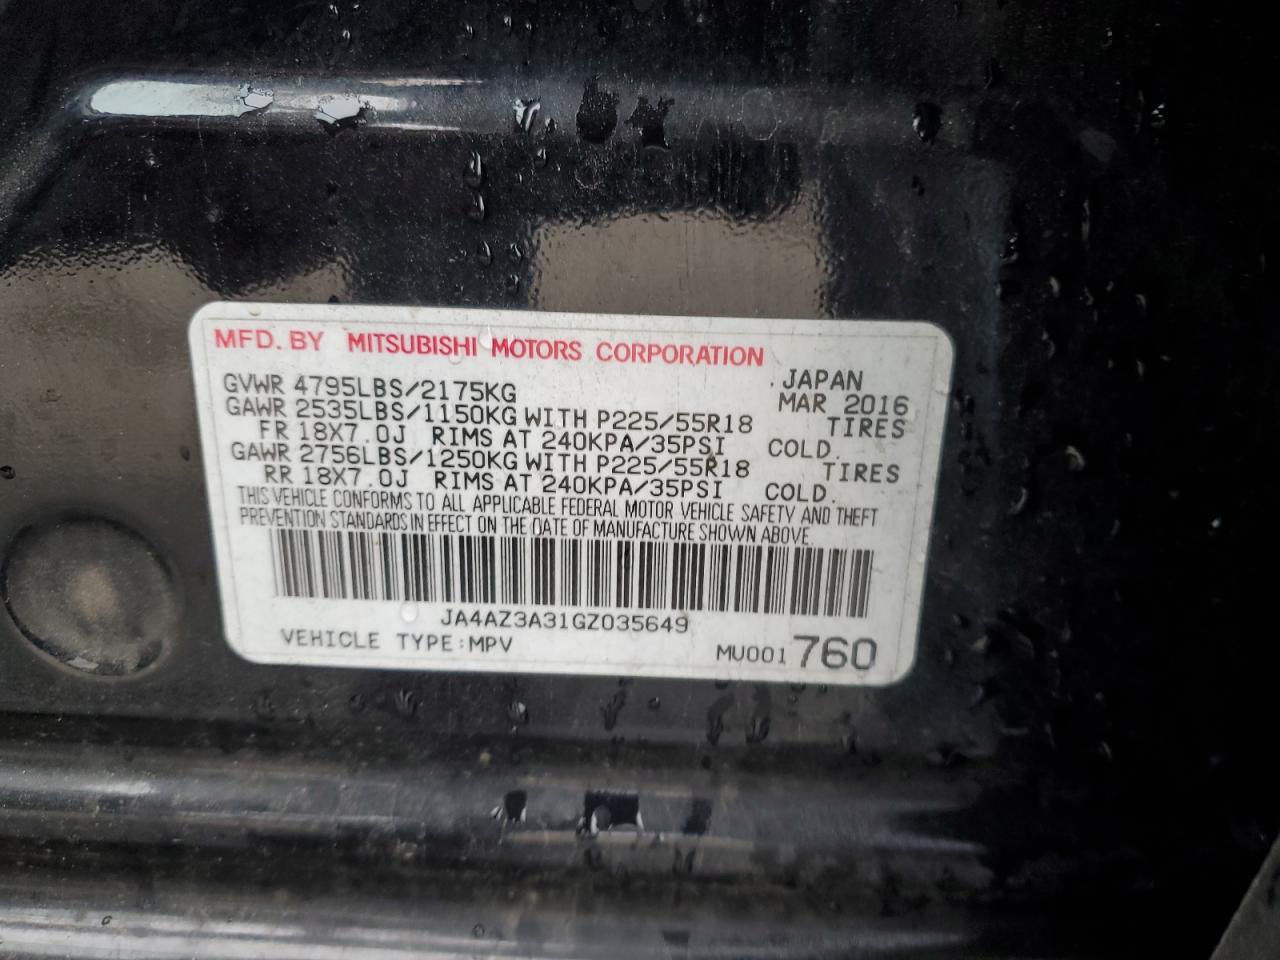 MFD. BY MITSUBISHI MOTORS CORPORATION
JAPAN
GVWR 4795LBS/2175KG MAR 2016
GAWR 2535LBS/1150KG WITH P225/55R18 TIRES
FR 18X7.0J RIMS AT 240KPA/35PSI COLD.
GAWR 2756LBS/1250KG WITH P225/55R18 TIRES
RR 18X7.0J RIMS AT 240KPA/35PSI COLD.
THIS VEHICLE CONFORMS TO ALL APPLICABLE FEDERAL MOTOR VEHICLE SAFETY AND THEFT
PREVENTION STANDARDS IN EFFECT ON THE DATE OF MANUFACTURE SHOWN ABOVE.
JA4AZ3A31GZ035649
VEHICLE TYPE:MPV MU001760